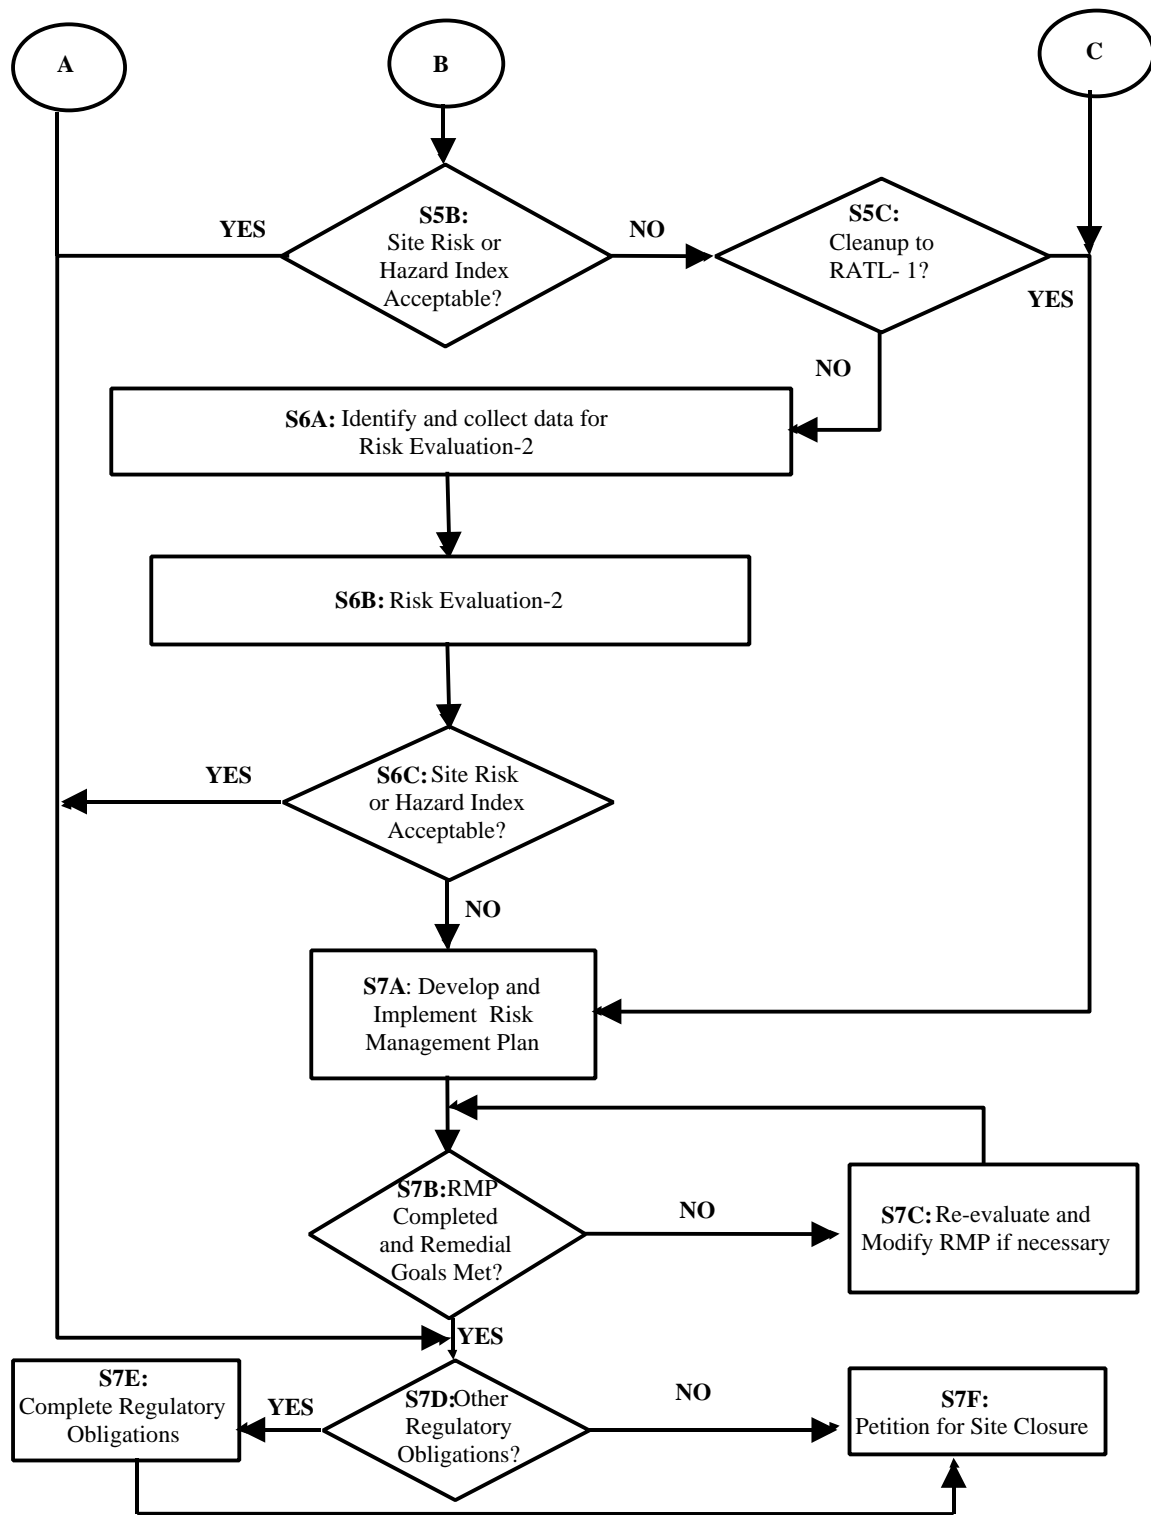 A
B
C
S5B:
Site Risk or
Hazard Index
Acceptable?
YES
NO
S5C:
Cleanup to
RATL- 1?
YES
NO
S6A: Identify and collect data for
Risk Evaluation-2
S6B: Risk Evaluation-2
S6C: Site Risk
or Hazard Index
Acceptable?
YES
NO
S7A: Develop and
Implement Risk
Management Plan
S7B: RMP
Completed
and Remedial
Goals Met?
NO
S7C: Re-evaluate and
Modify RMP if necessary
YES
S7D: Other
Regulatory
Obligations?
YES
S7E:
Complete Regulatory
Obligations
NO
S7F:
Petition for Site Closure